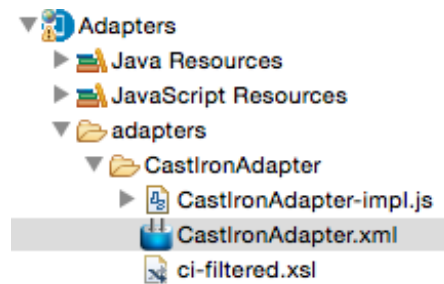 Adapters
Java Resources
JavaScript Resources
adapters
CastIronAdapter
CastIronAdapter-impl.js
CastIronAdapter.xml
ci-filtered.xsl